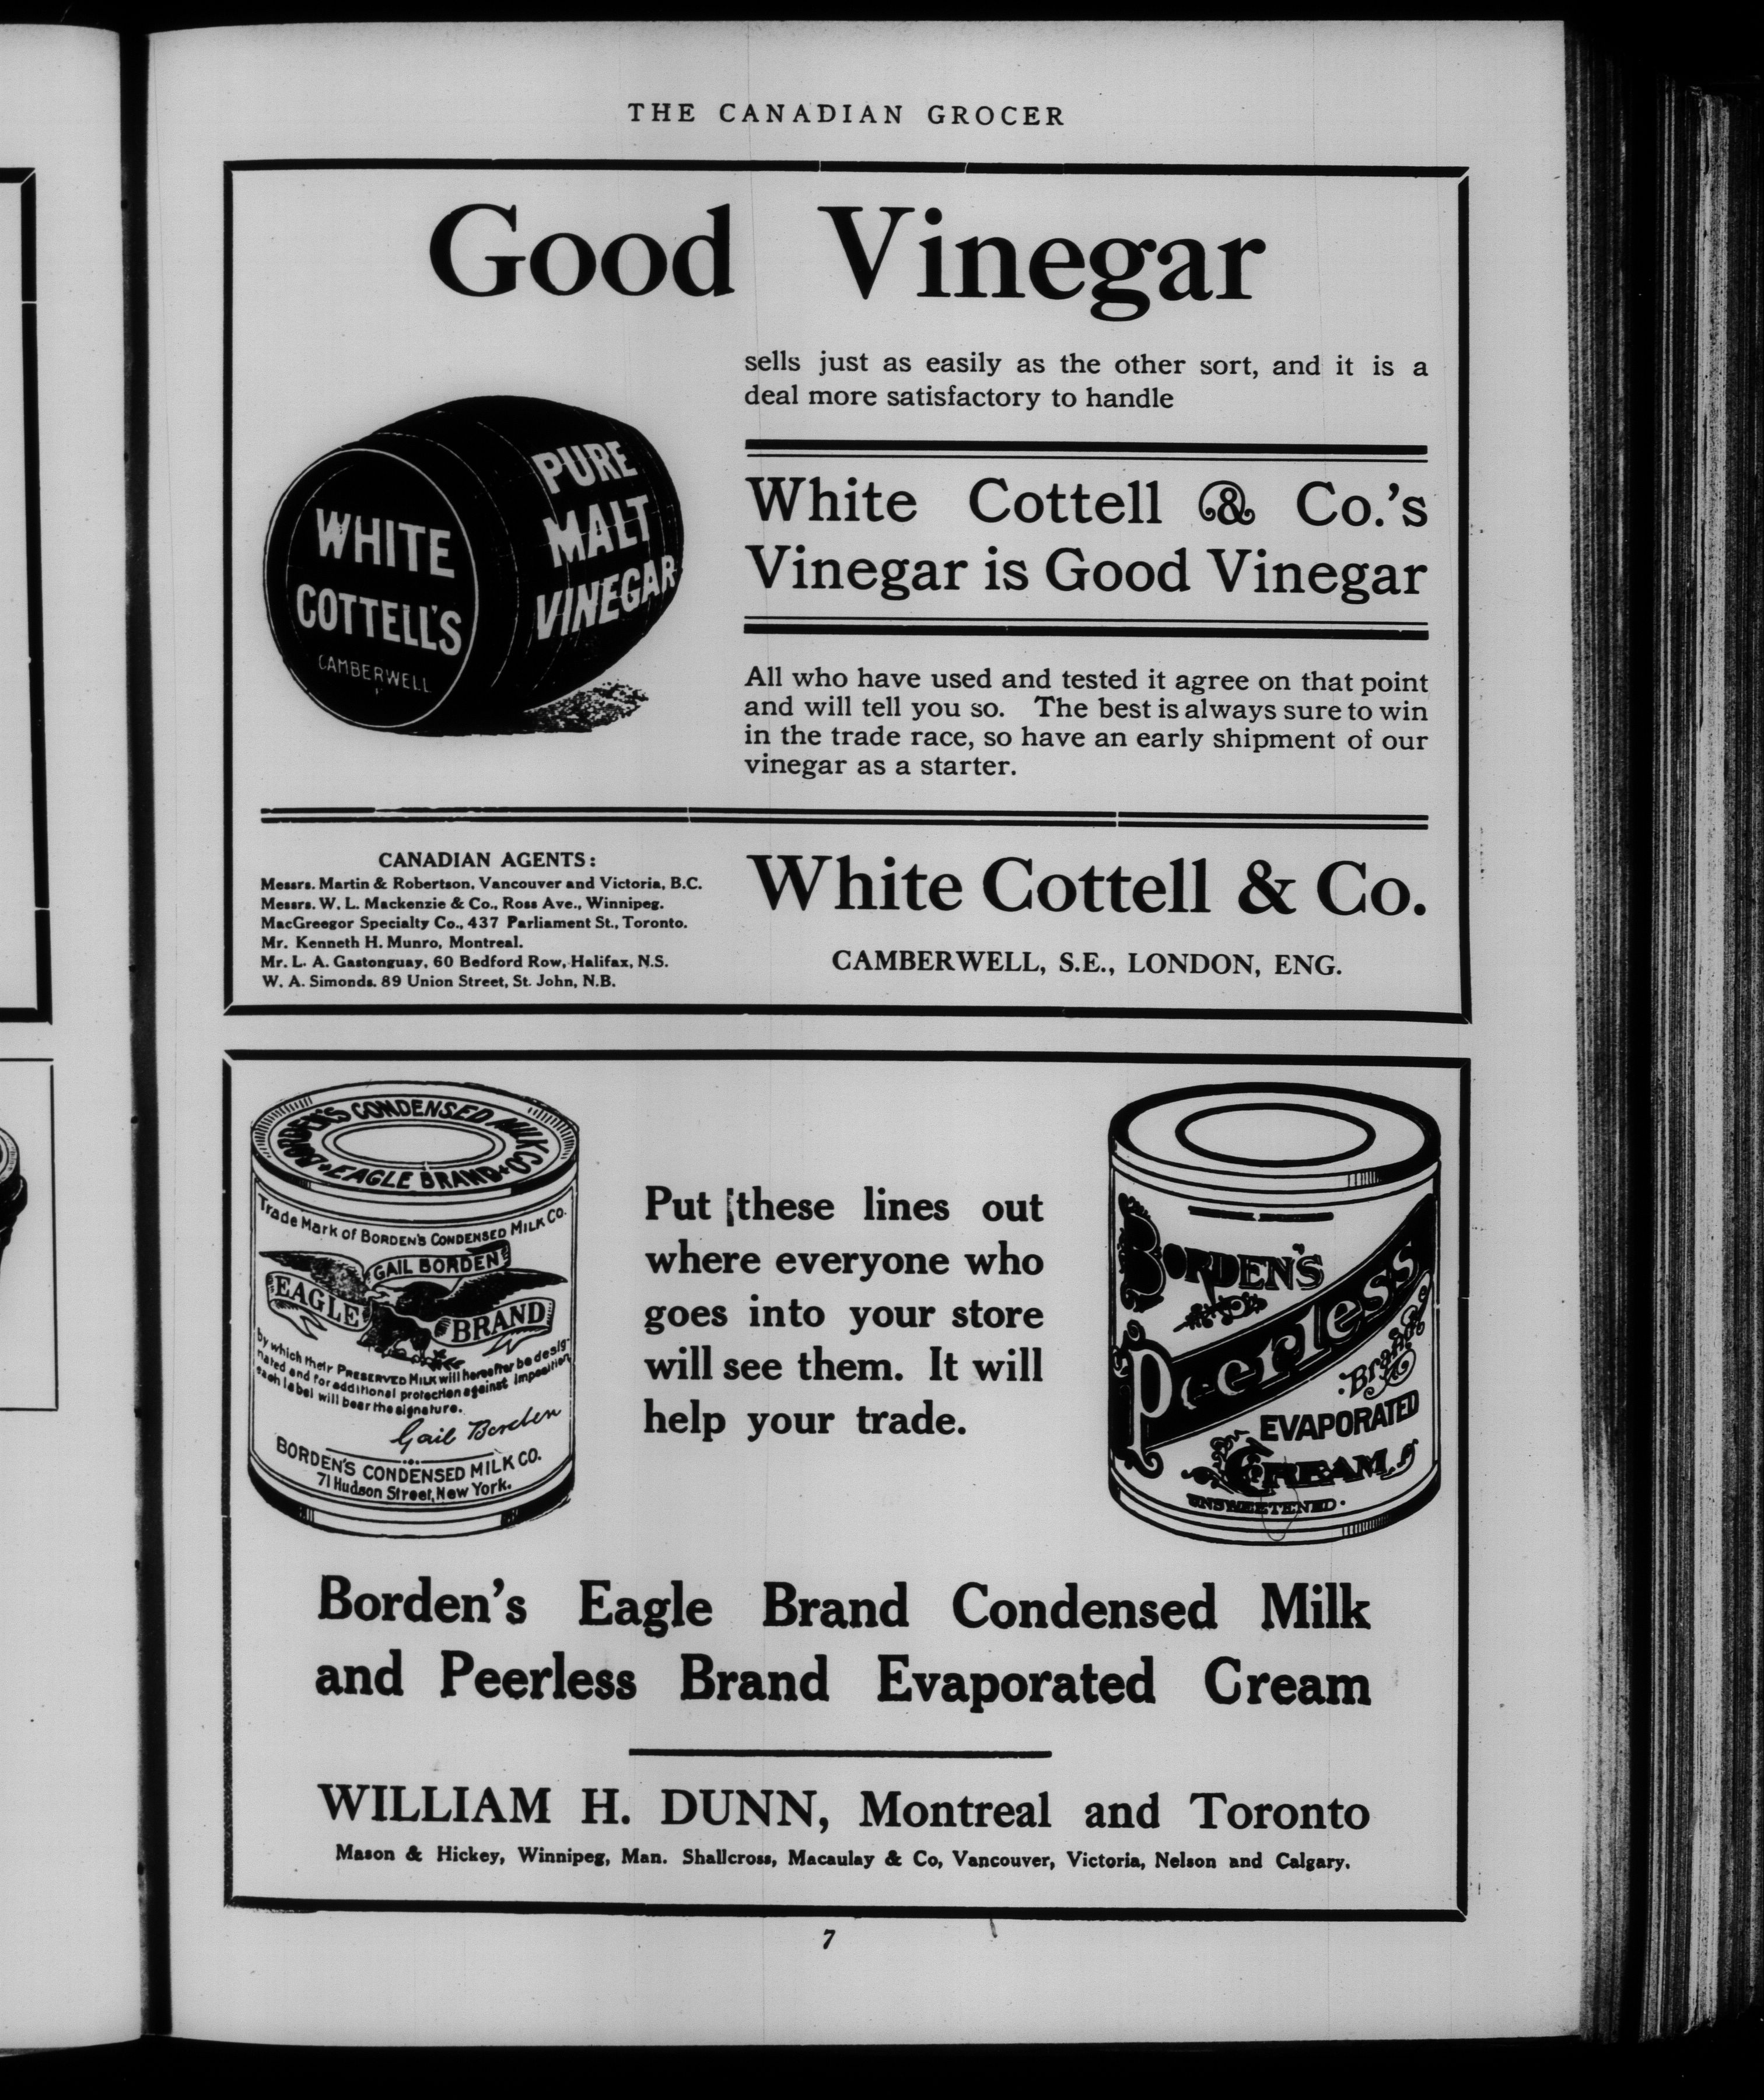 THE CANADIAN GROCER
Good Vinegar
sells just as easily as the other sort, and it is a
deal more satisfactory to handle
WHITE
COTTELL'S
CAMBERWELL
PURE
MALT
VINEGAR
White Cottell & Co.'s
Vinegar is Good Vinegar
All who have used and tested it agree on that point
and will tell you so. The best is always sure to win
in the trade race, so have an early shipment of our
vinegar as a starter.
CANADIAN AGENTS:
Messrs. Martin & Robertson, Vancouver and Victoria, B.C.
Messrs. W. L. Mackenzie & Co., Ross Ave., Winnipeg.
MacGreegor Specialty Co., 437 Parliament St., Toronto.
Mr. Kenneth H. Munro, Montreal.
Mr. L. A. Gastonguay, 60 Bedford Row, Halifax, N.S.
W. A. Simonds. 89 Union Street, St. John, N.B.
White Cottell & Co.
CAMBERWELL, S.E., LONDON, ENG.
BORDEN'S CONDENSED MILK CO
EAGLE BRAND
Trade Mark of BORDEN'S CONDENSED MILK CO.
GAIL BORDEN
EAGLE BRAND
by which their PRESERVED MILK will hereafter be desig-
nated and for additional protection against imposition
each label will bear the signature.
Gail Borden
BORDEN'S CONDENSED MILK CO.
71 Hudson Street, New York.
Put these lines out
where everyone who
goes into your store
will see them. It will
help your trade.
BORDEN'S
Peerless
Brand
EVAPORATED
CREAM
UNSWEETENED.
Borden's Eagle Brand Condensed Milk
and Peerless Brand Evaporated Cream
WILLIAM H. DUNN, Montreal and Toronto
Mason & Hickey, Winnipeg, Man. Shallcross, Macaulay & Co, Vancouver, Victoria, Nelson and Calgary.
7